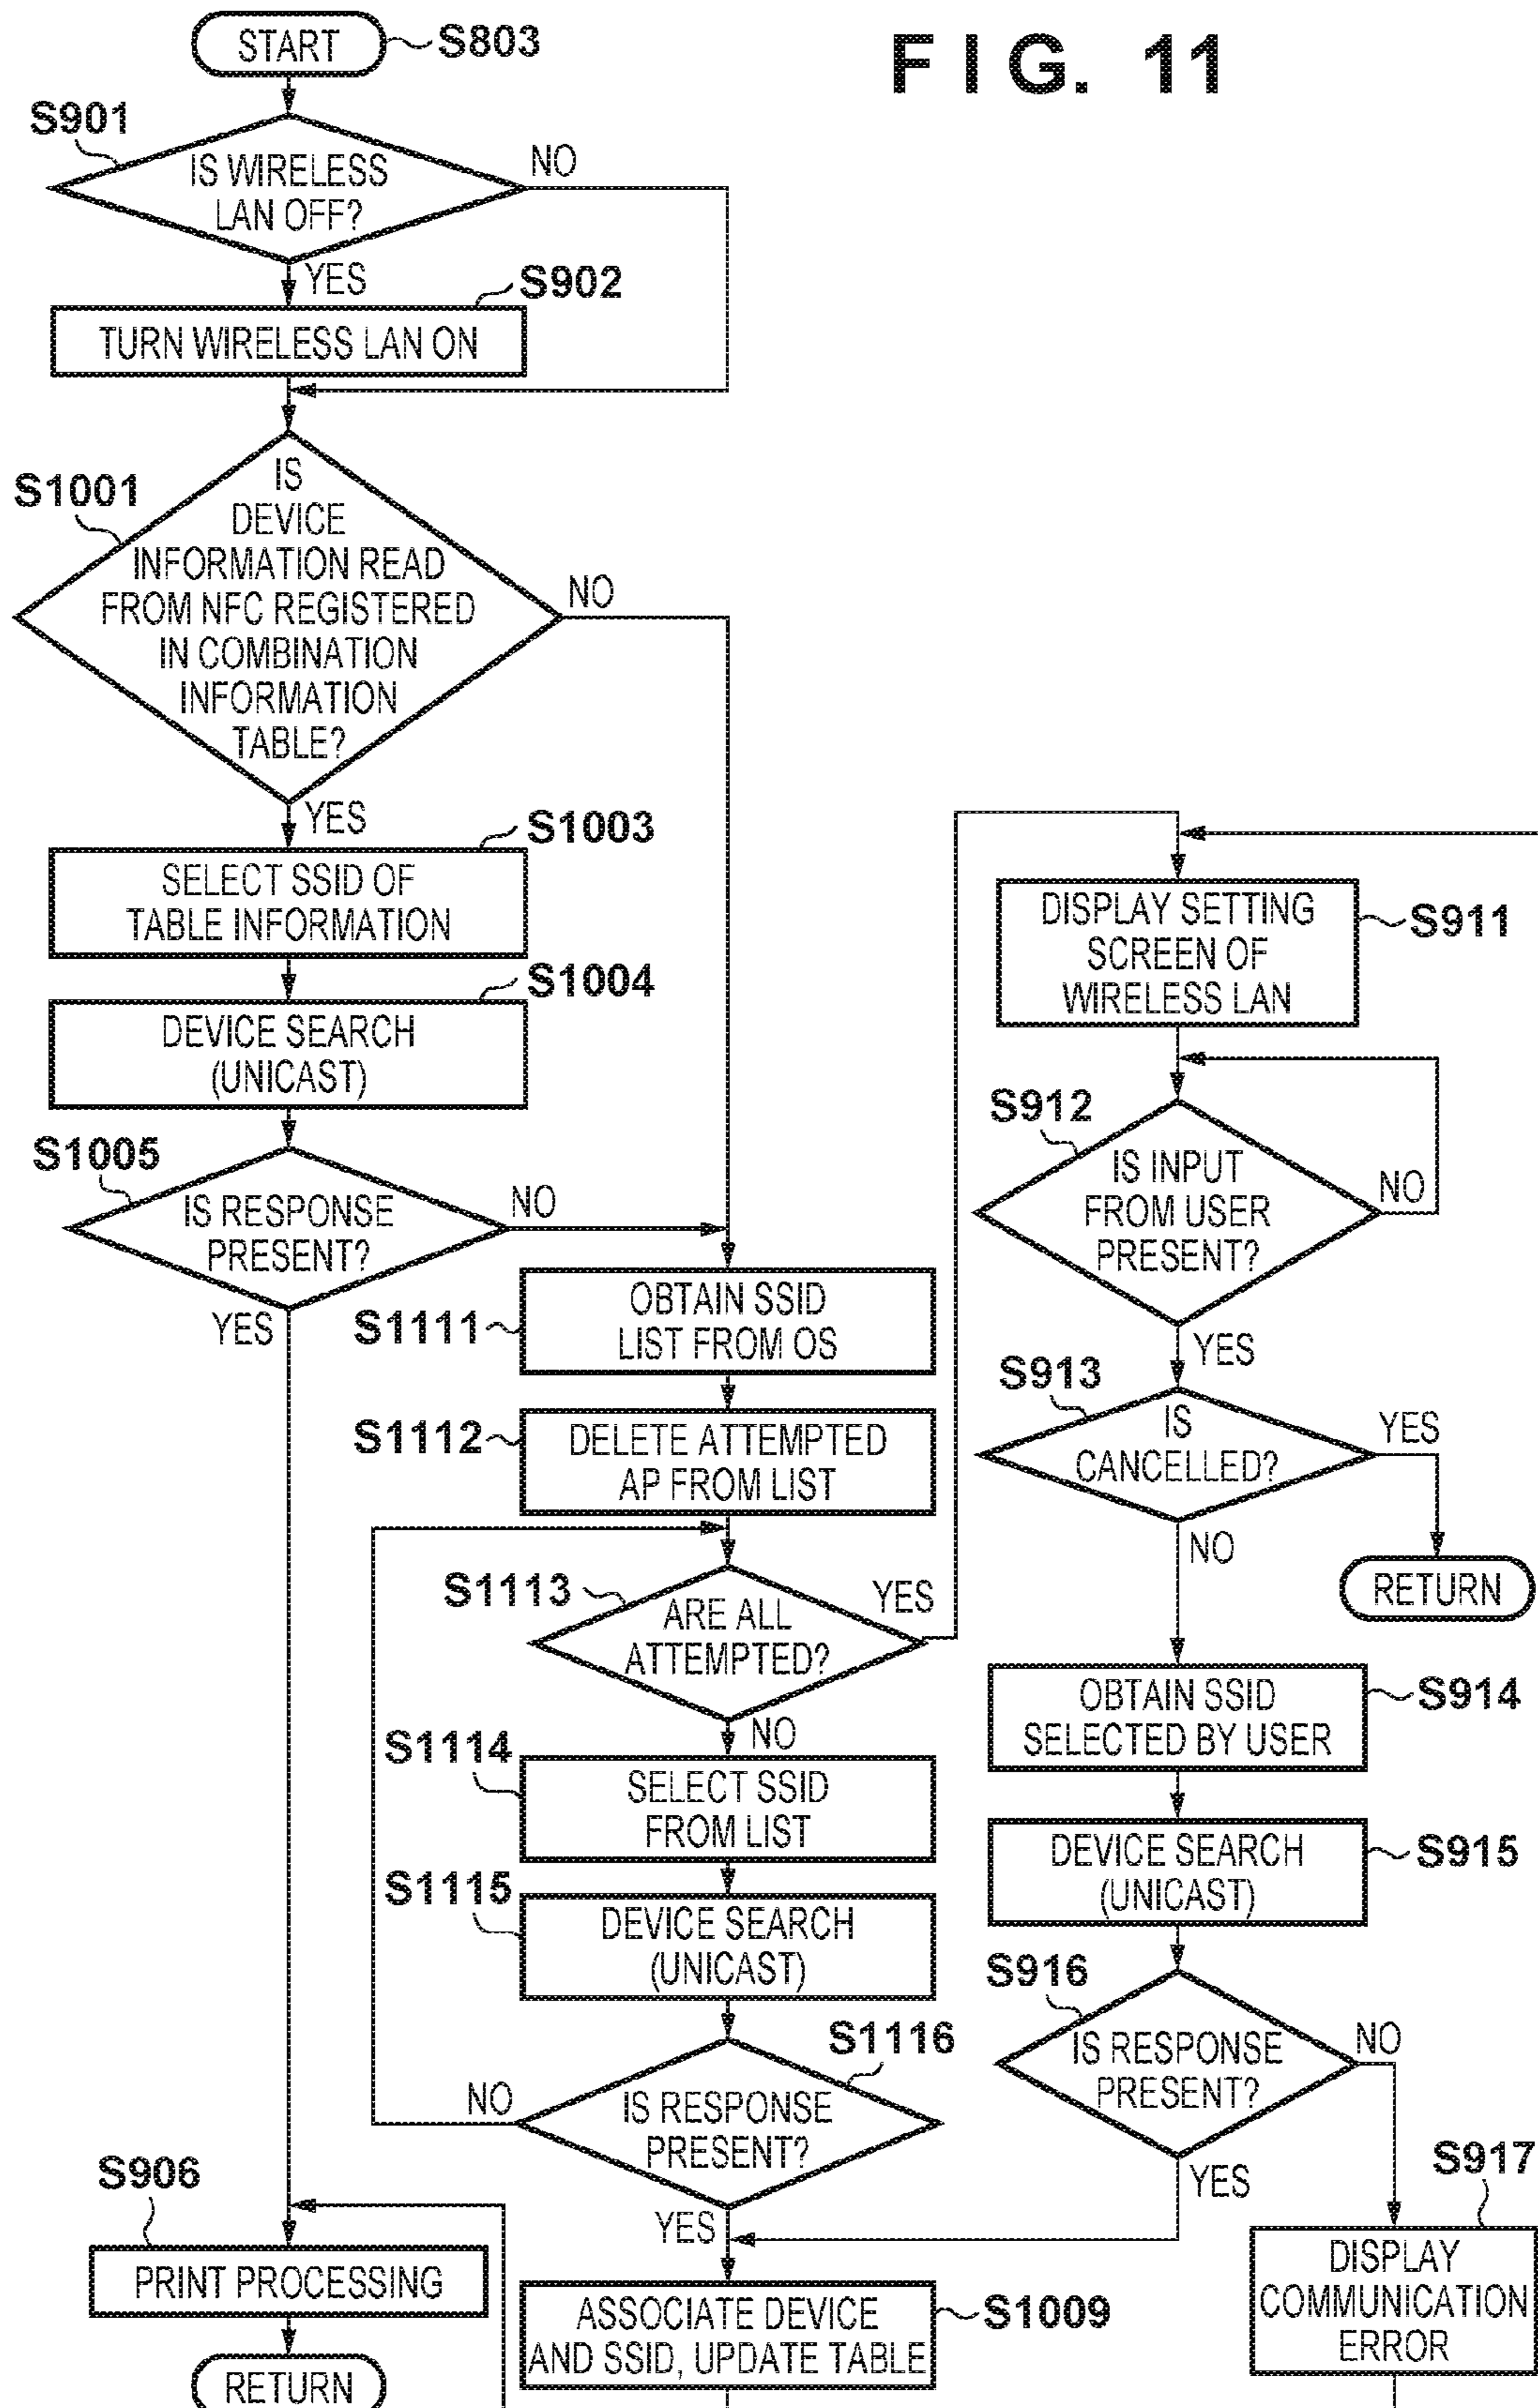 FIG. 11
START
S803
S901
IS WIRELESS
LAN OFF?
NO
YES
S902
TURN WIRELESS LAN ON
S1001
IS
DEVICE
INFORMATION READ
FROM NFC REGISTERED
IN COMBINATION
INFORMATION
TABLE?
NO
YES
S1003
SELECT SSID OF
TABLE INFORMATION
S1004
DEVICE SEARCH
(UNICAST)
S1005
IS RESPONSE
PRESENT?
NO
YES
S1111
OBTAIN SSID
LIST FROM OS
S1112
DELETE ATTEMPTED
AP FROM LIST
S1113
ARE ALL
ATTEMPTED?
YES
NO
S1114
SELECT SSID
FROM LIST
S1115
DEVICE SEARCH
(UNICAST)
S1116
IS RESPONSE
PRESENT?
NO
YES
S906
PRINT PROCESSING
RETURN
ASSOCIATE DEVICE
AND SSID, UPDATE TABLE
S1009
DISPLAY SETTING
SCREEN OF
WIRELESS LAN
S911
S912
IS INPUT
FROM USER
PRESENT?
NO
YES
S913
IS
CANCELLED?
YES
NO
RETURN
OBTAIN SSID
SELECTED BY USER
S914
DEVICE SEARCH
(UNICAST)
S915
S916
IS RESPONSE
PRESENT?
NO
YES
S917
DISPLAY
COMMUNICATION
ERROR